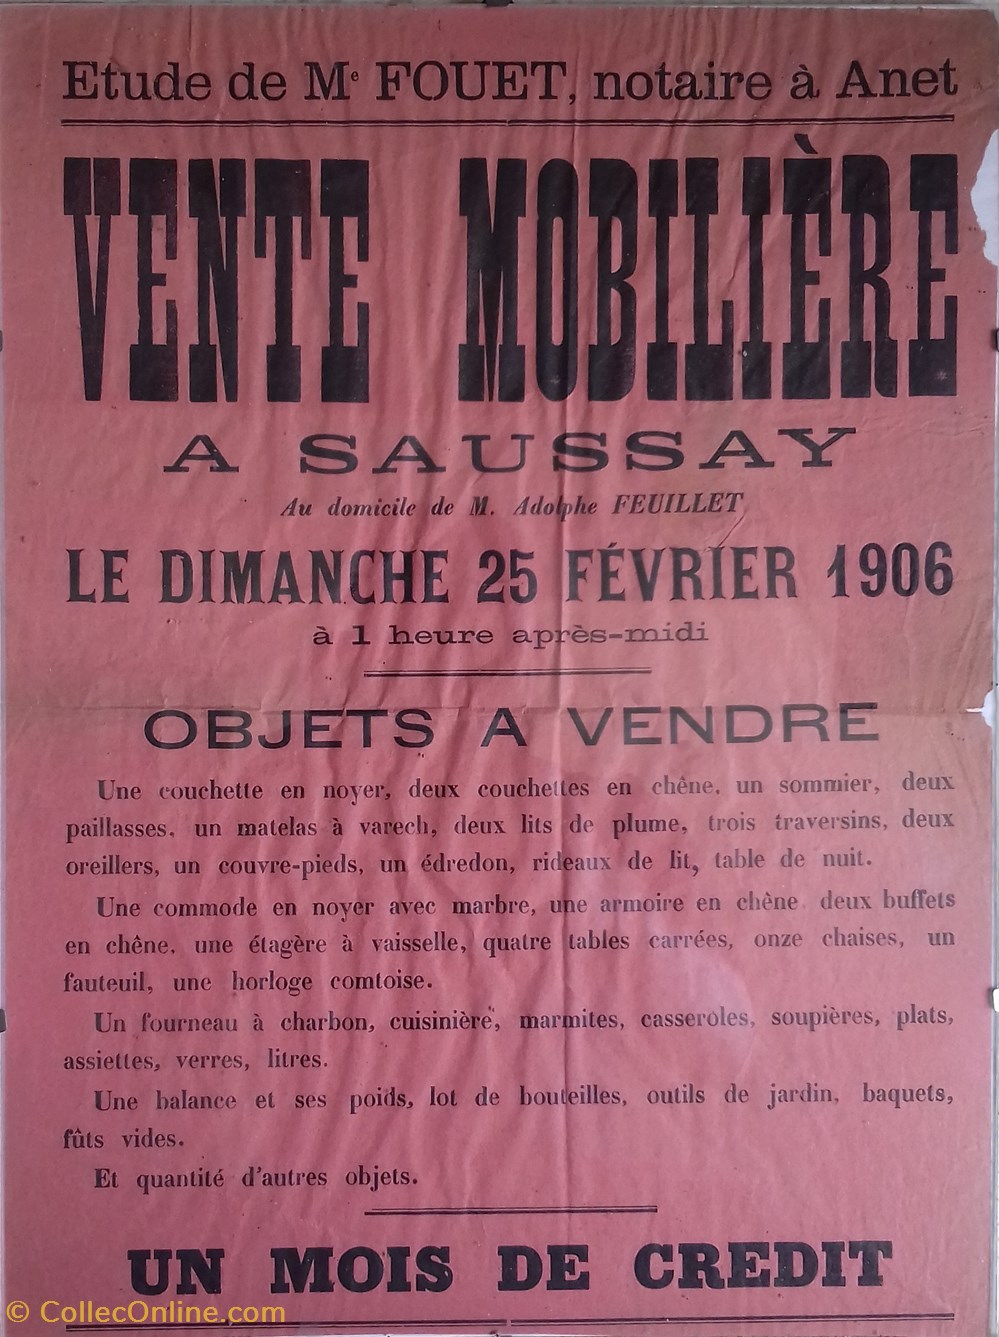 Etude de Me FOUET, notaire à Anet
VENTE MOBILIÈRE
A SAUSSAY
Au domicile de M. Adolphe FEUILLET
LE DIMANCHE 25 FÉVRIER 1906
à 1 heure après-midi
OBJETS A VENDRE
Une couchette en noyer, deux couchettes en chêne, un sommier, deux
paillasses, un matelas à varech, deux lits de plume, trois traversins, deux
oreillers, un couvre-pieds, un édredon, rideaux de lit, table de nuit.
Une commode en noyer avec marbre, une armoire en chêne deux buffets
en chêne, une étagère à vaisselle, quatre tables carrées, onze chaises, un
fauteuil, une horloge comtoise.
Un fourneau à charbon, cuisinière, marmites, casseroles, soupières, plats,
assiettes, verres, litres.
Une balance et ses poids, lot de bouteilles, outils de jardin, baquets,
fûts vides.
Et quantité d'autres objets.
UN MOIS DE CREDIT
© CollecOnline.com